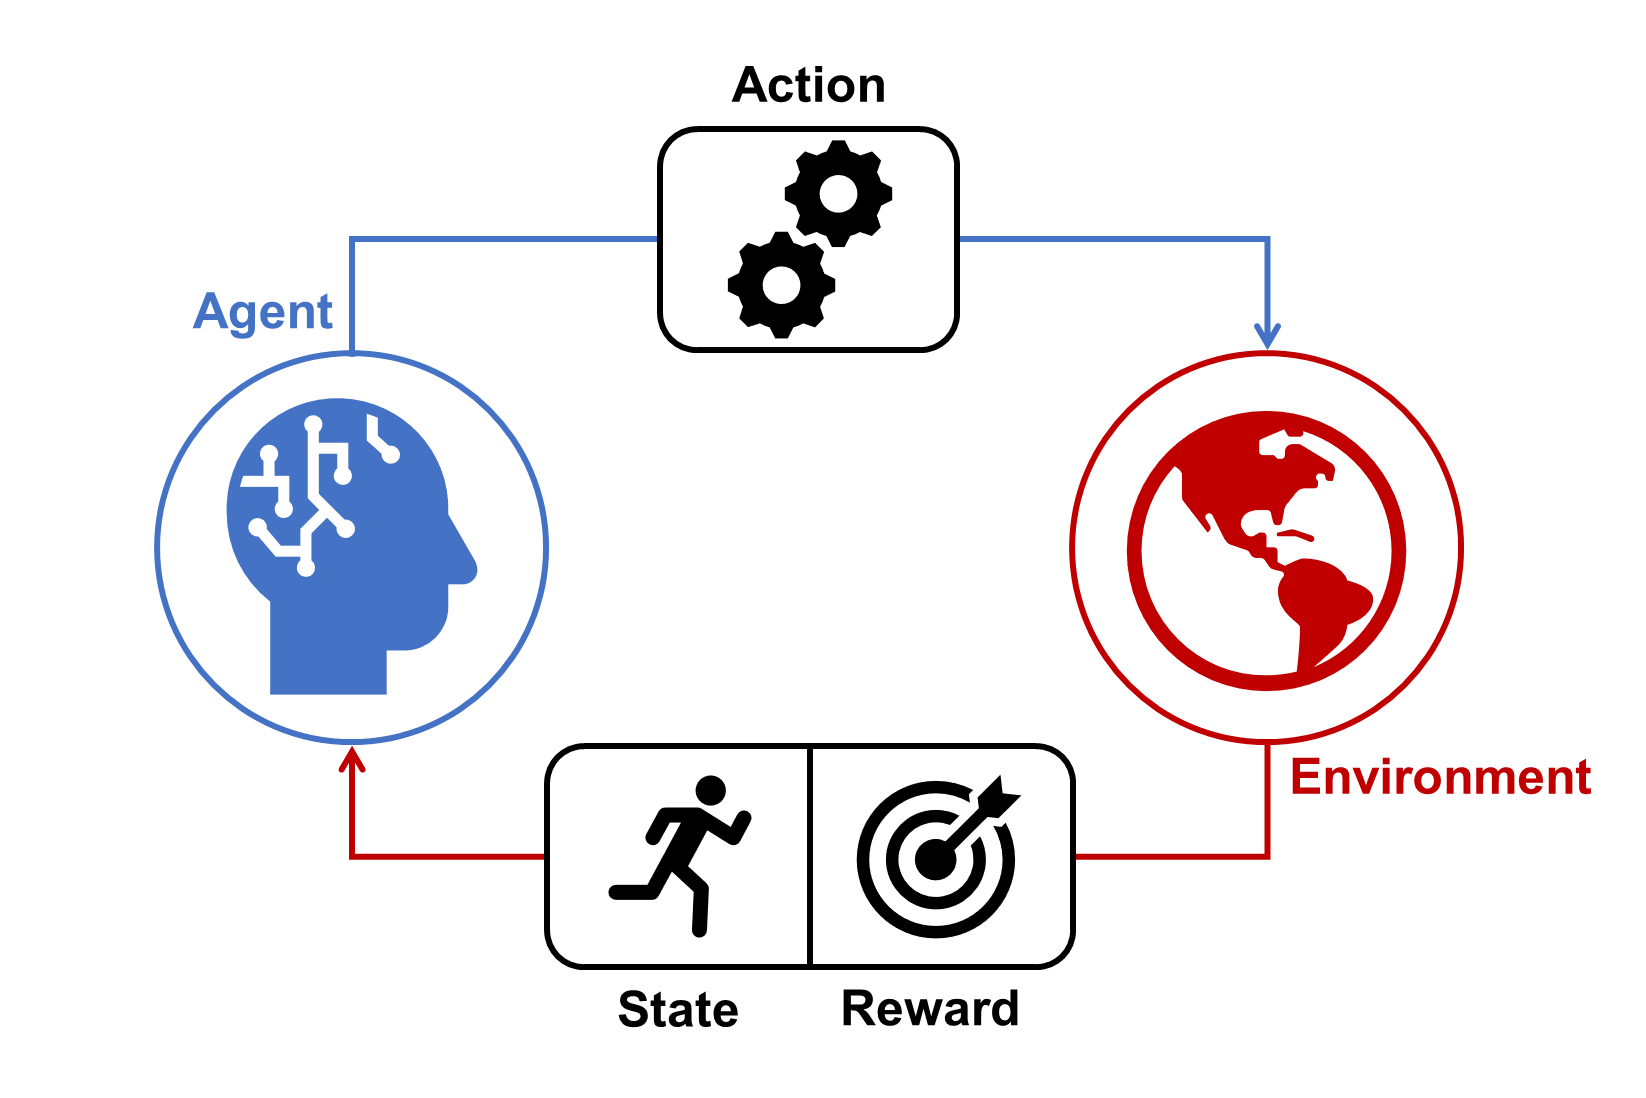 Action
Agent
Environment
State
Reward